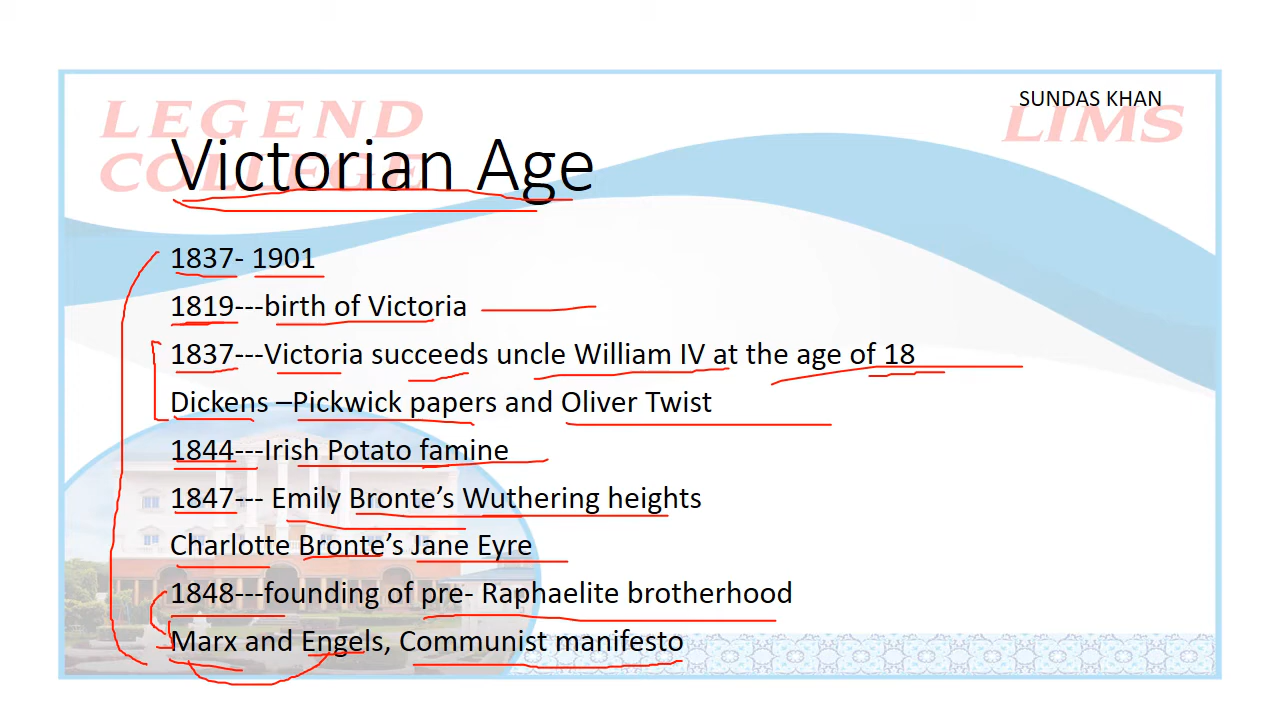 SUNDAS KHAN
LEGEND
COLLEGE
LIMS
Victorian Age
1837- 1901
1819---birth of Victoria
1837---Victoria succeeds uncle William IV at the age of 18
Dickens –Pickwick papers and Oliver Twist
1844---Irish Potato famine
1847--- Emily Bronte’s Wuthering heights
Charlotte Bronte’s Jane Eyre
1848---founding of pre- Raphaelite brotherhood
Marx and Engels, Communist manifesto